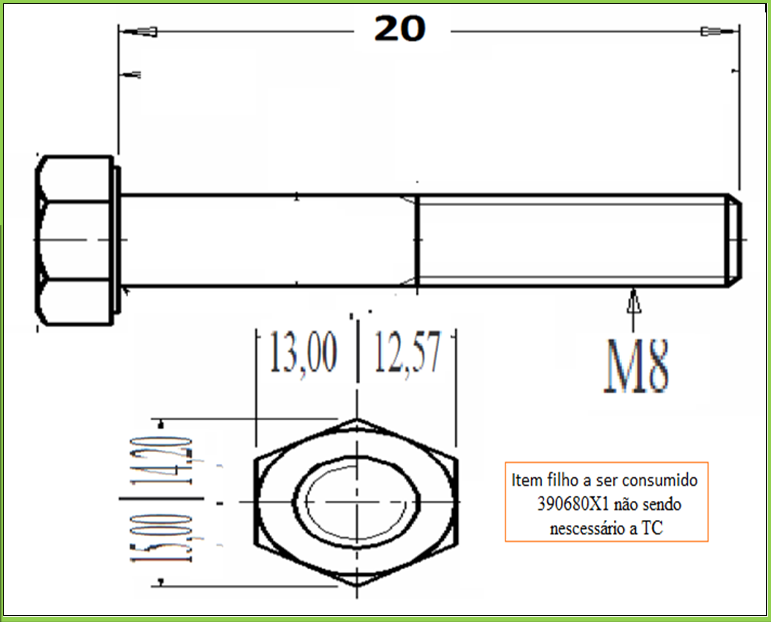 20
13,00 12,57
M8
14,20
15,00
Item filho a ser consumido
390680X1 não sendo
nescessário a TC